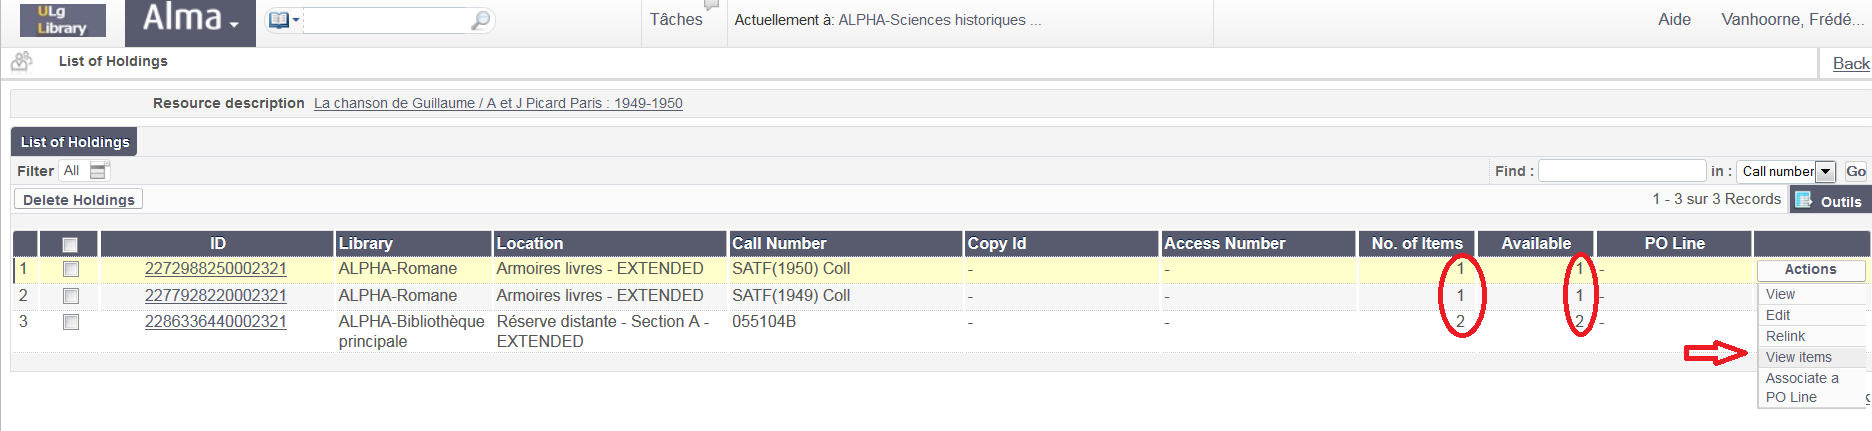 ULg Library
Alma
Tâches
Actuellement à: ALPHA-Sciences historiques ...
Aide
Vanhoorne, Frédé...
List of Holdings
Back
Resource description La chanson de Guillaume / A et J Picard Paris : 1949-1950
List of Holdings
Filter All
Find : in : Call number Go
Delete Holdings
1 - 3 sur 3 Records Outils
ID Library Location Call Number Copy Id Access Number No. of Items Available PO Line
1 2272988250002321 ALPHA-Romane Armoires livres - EXTENDED SATF(1950) Coll - - 1 1 - Actions
2 2277928220002321 ALPHA-Romane Armoires livres - EXTENDED SATF(1949) Coll - - 1 1 -
3 2286336440002321 ALPHA-Bibliothèque principale Réserve distante - Section A - EXTENDED 055104B - - 2 2 -
View
Edit
Relink
View items
Associate a
PO Line